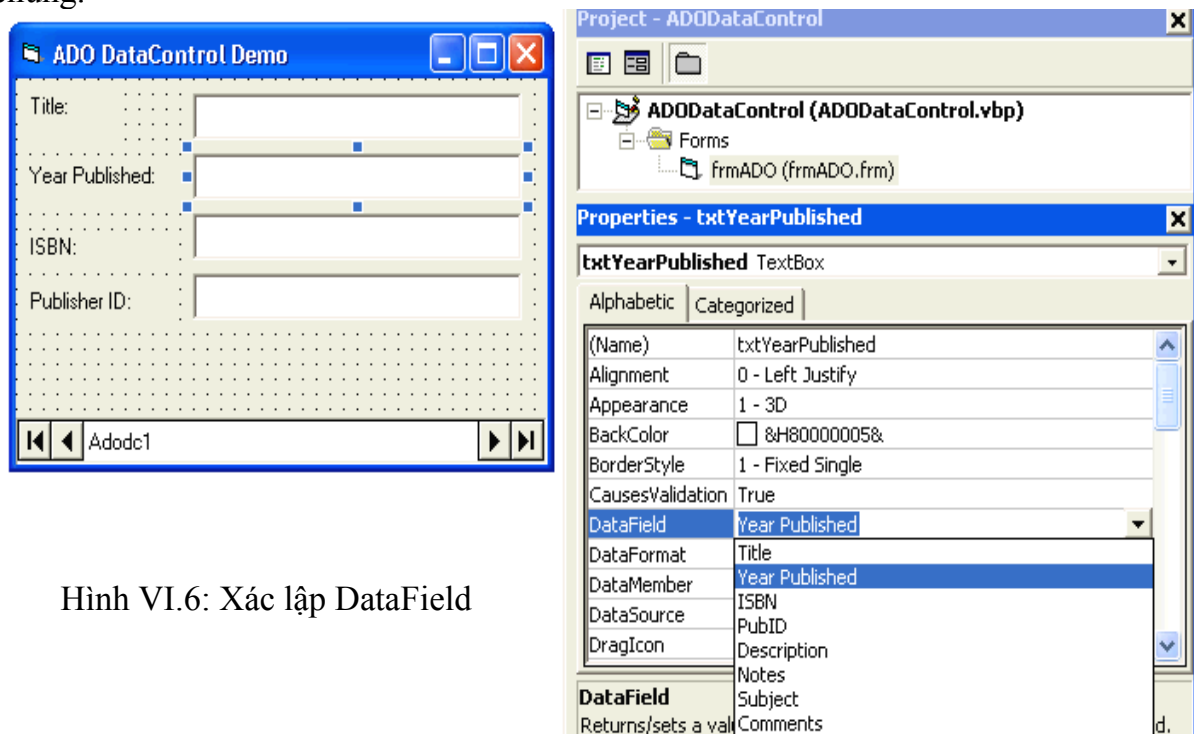 ADO DataControl Demo
Title:
Year Published:
ISBN:
Publisher ID:
Adodc1
Hình VI.6: Xác lập DataField
Project - ADODataControl
ADODataControl (ADODataControl.vbp)
Forms
frmADO (frmADO.frm)
Properties - txtYearPublished
txtYearPublished TextBox
Alphabetic Categorized
(Name) txtYearPublished
Alignment 0 - Left Justify
Appearance 1 - 3D
BackColor &H80000005&
BorderStyle 1 - Fixed Single
CausesValidation True
DataField Year Published
DataFormat Title
DataMember Year Published
DataSource ISBN
PubID
DragIcon Description
Notes
DataField Subject
Returns/sets a Comments